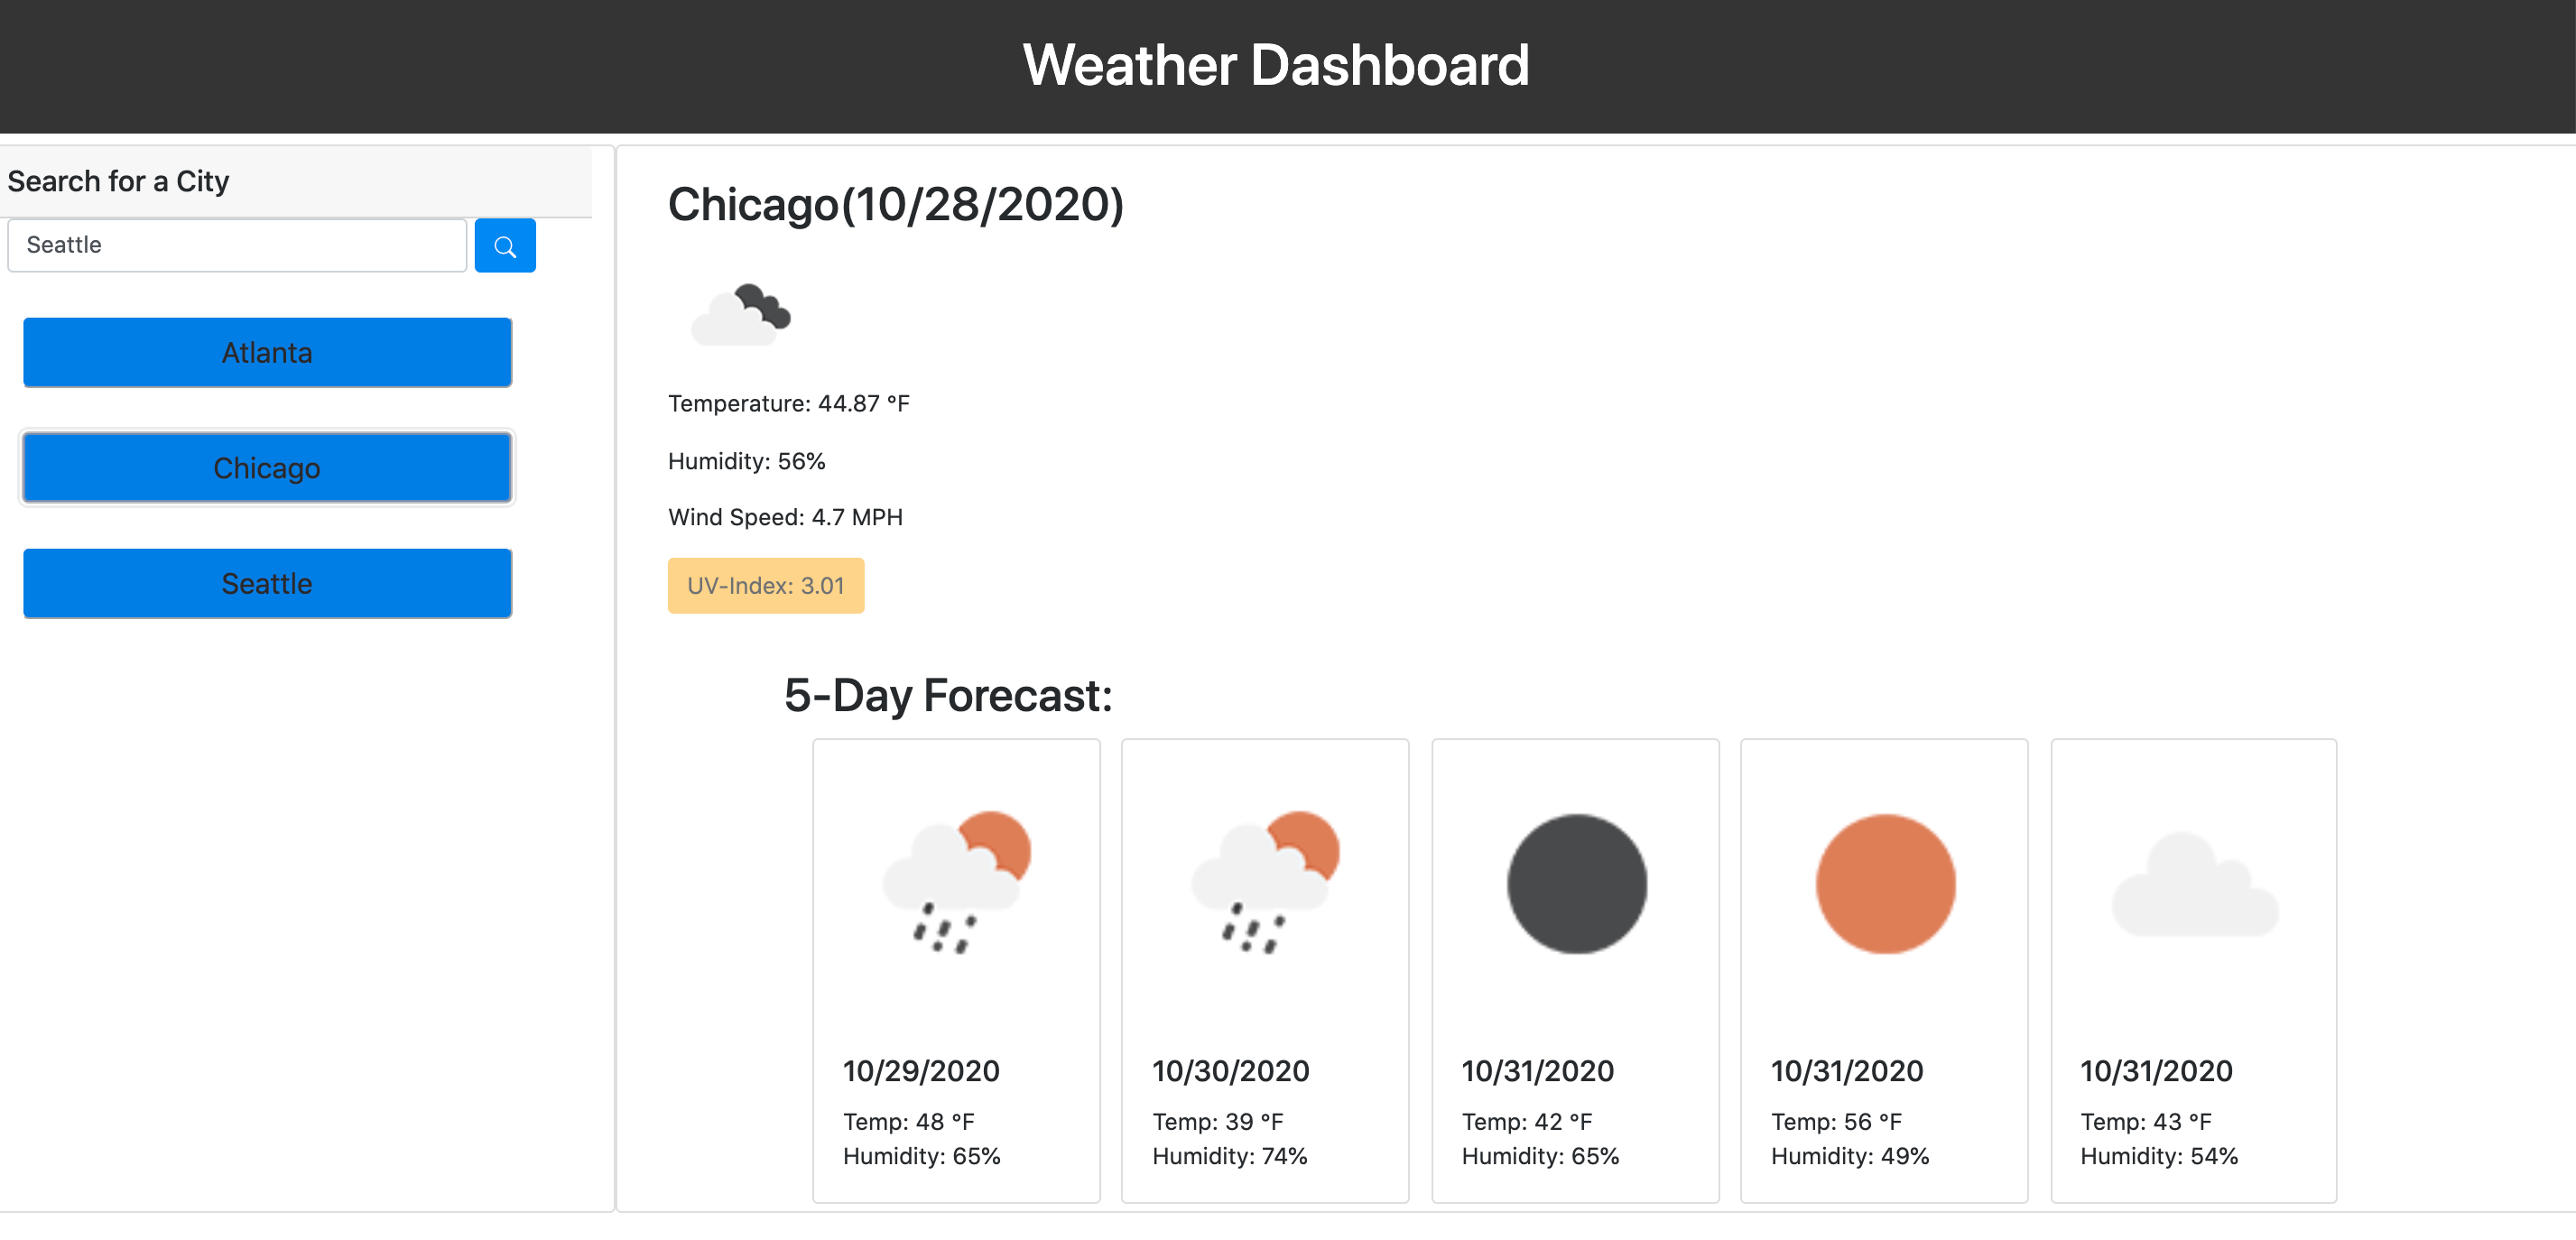 Weather Dashboard
Search for a City
Seattle
Atlanta
Chicago
Seattle
Chicago(10/28/2020)
Temperature: 44.87 °F
Humidity: 56%
Wind Speed: 4.7 MPH
UV-Index: 3.01
5-Day Forecast:
10/29/2020
Temp: 48 °F
Humidity: 65%
10/30/2020
Temp: 39 °F
Humidity: 74%
10/31/2020
Temp: 42 °F
Humidity: 65%
10/31/2020
Temp: 56 °F
Humidity: 49%
10/31/2020
Temp: 43 °F
Humidity: 54%